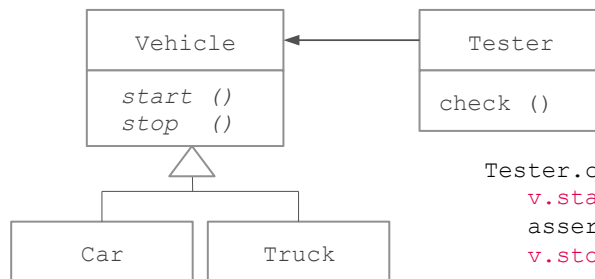 Vehicle
Tester
start ()
stop ()
check ()
Tester.c
v.sta
asser
v.sto
Car
Truck